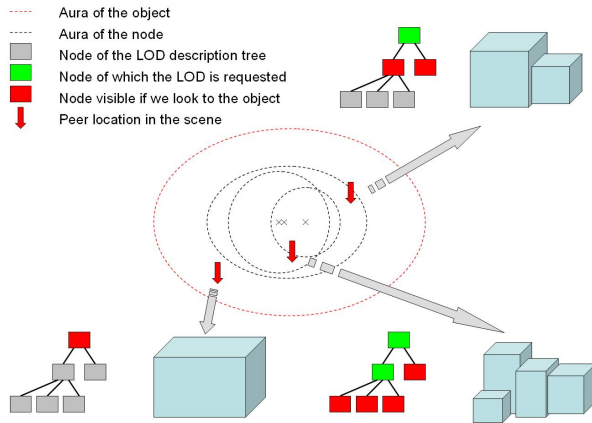 Aura of the object
Aura of the node
Node of the LOD description tree
Node of which the LOD is requested
Node visible if we look to the object
Peer location in the scene